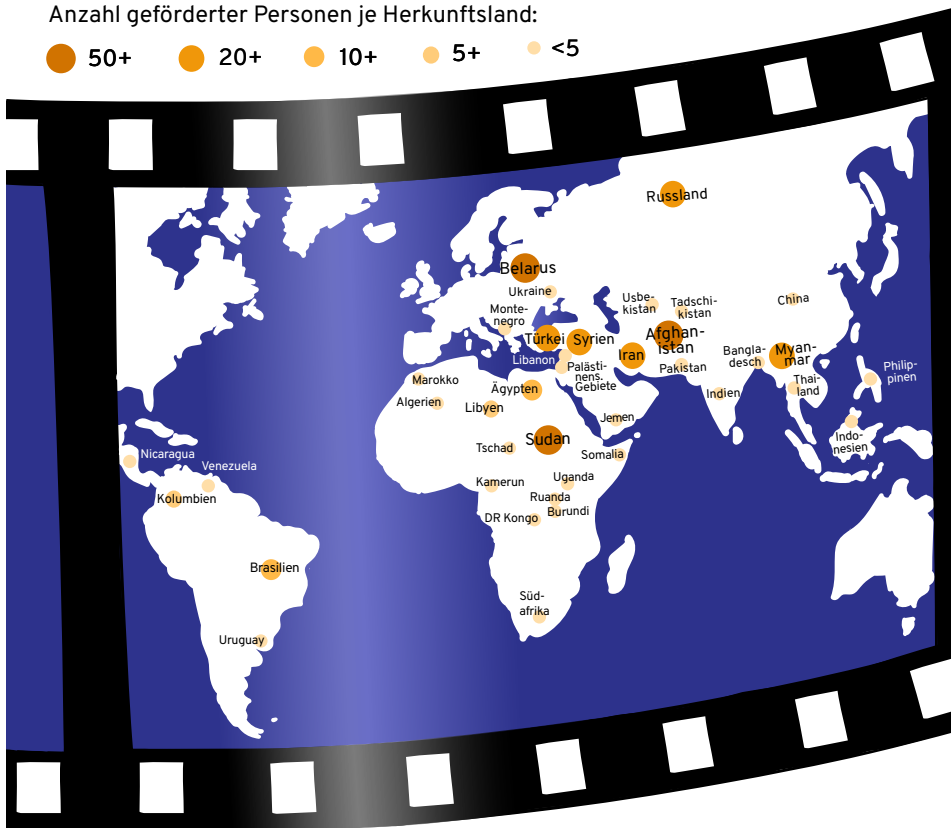 Anzahl geförderter Personen je Herkunftsland:
50+ 20+ 10+ 5+ <5
Russland
Belarus
Ukraine
Monte-
negro
Usbe-
kistan
Tadschi-
kistan
China
Türkei
Syrien
Afghan-
istan
Libanon
Palästi-
nens.
Gebiete
Iran
Pakistan
Bangla-
desch
Myan-
mar
Philip-
pinen
Marokko
Ägypten
Algerien
Libyen
Indien
Thai-
land
Jemen
Tschad
Sudan
Somalia
Indo-
nesien
Nicaragua
Venezuela
Kolumbien
Kamerun
Uganda
Ruanda
Burundi
DR Kongo
Brasilien
Süd-
afrika
Uruguay